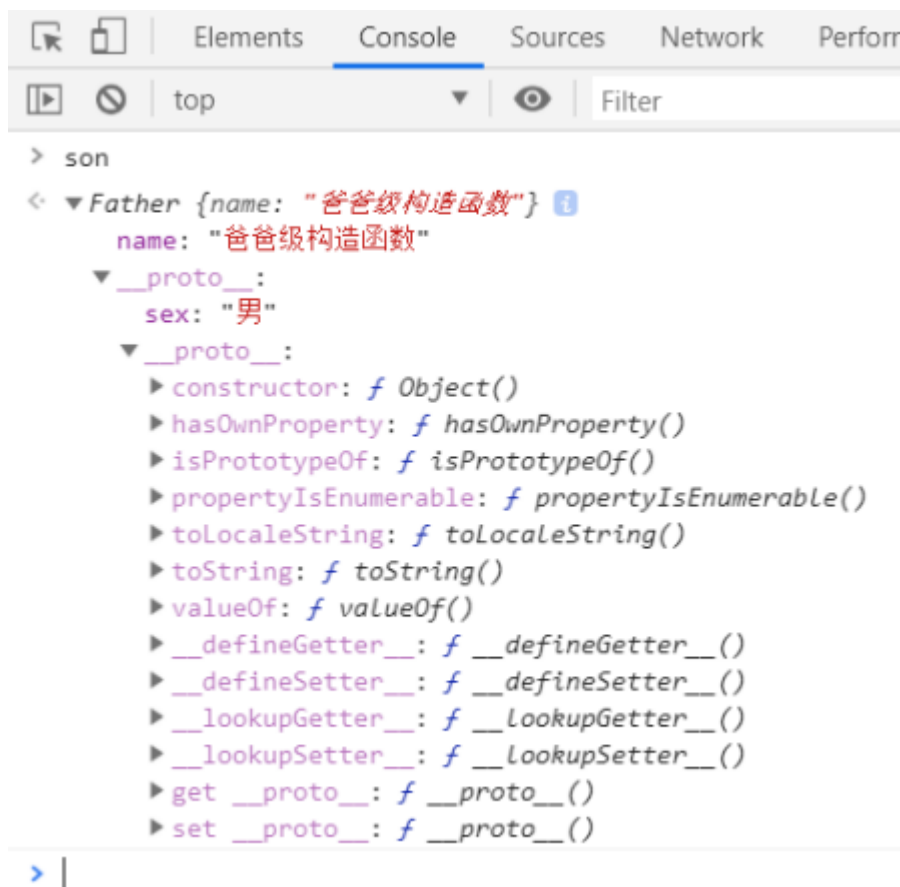 Elements Console Sources Network Perforr
top Filter
> son
Father {name: "爸爸级构造函数"} i
name: "爸爸级构造函数"
__proto__:
sex: "男"
__proto__:
constructor: ƒ Object()
hasOwnProperty: ƒ hasOwnProperty()
isPrototypeOf: ƒ isPrototypeOf()
propertyIsEnumerable: ƒ propertyIsEnumerable()
toLocaleString: ƒ toLocaleString()
toString: ƒ toString()
valueOf: ƒ valueOf()
__defineGetter__: ƒ __defineGetter__()
__defineSetter__: ƒ __defineSetter__()
__lookupGetter__: ƒ __lookupGetter__()
__lookupSetter__: ƒ __lookupSetter__()
get __proto__: ƒ __proto__()
set __proto__: ƒ __proto__()
>